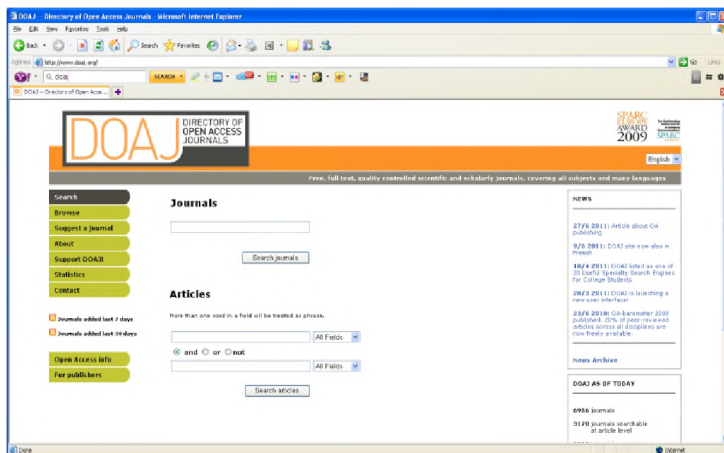 DOAJ -- Directory of Open Access Journals - Microsoft Internet Explorer
File Edit View Favorites Tools Help
Back Search Favorites
Address http://www.doaj.org/ Go Links
doaj SEARCH
DOAJ -- Directory of Open Acce...
DOAJ DIRECTORY OF
OPEN ACCESS
JOURNALS
SPARC
EUROPE
AWARD
2009
SPARC
English
Free, full text, quality controlled scientific and scholarly journals, covering all subjects and many languages
Search
Browse
Suggest a journal
About
Support DOAJ!
Statistics
Contact
Journals added last 7 days
Journals added last 30 days
Open Access info
For publishers
Journals
Search journals
Articles
More than one word in a field will be treated as phrase.
All Fields
and or not
All Fields
Search articles
NEWS
27/6 2011: Article about OA
publishing
9/6 2011: DOAJ site now also in
French
18/4 2011: DOAJ listed as one of
20 Useful Specialty Search Engines
for College Students
28/3 2011: DOAJ is launching a
new user interface!
23/6 2010: OA-barometer 2009
published. 20% of peer-reviewed
articles across all disciplines are
now freely available.
News Archive
DOAJ AS OF TODAY
6956 journals
3170 journals searchable
at article level
Done
Internet